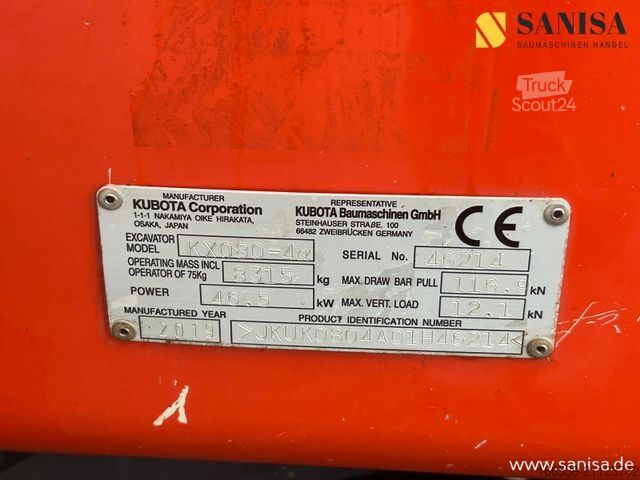 SANISA
BAUMASCHINEN HANDEL
Truck
Scout24
MANUFACTURER
KUBOTA Corporation
1-1-1 NAKAMIYA OIKE HIRAKATA,
OSAKA, JAPAN
REPRESENTATIVE
KUBOTA Baumaschinen GmbH
STEINHAUSER STRAßE. 100
66482 ZWEIBRÜCKEN GERMANY
CE
EXCAVATOR MODEL KX080-4α
SERIAL No. 46214
OPERATING MASS INCL OPERATOR OF 75Kg 8315 kg
MAX. DRAW BAR PULL 116.9 kN
POWER 46.5 kW
MAX. VERT. LOAD 12.1 kN
MANUFACTURED YEAR
PRODUCT IDENTIFICATION NUMBER
2019
>JKUK0804A01H46214<
www.sanisa.de